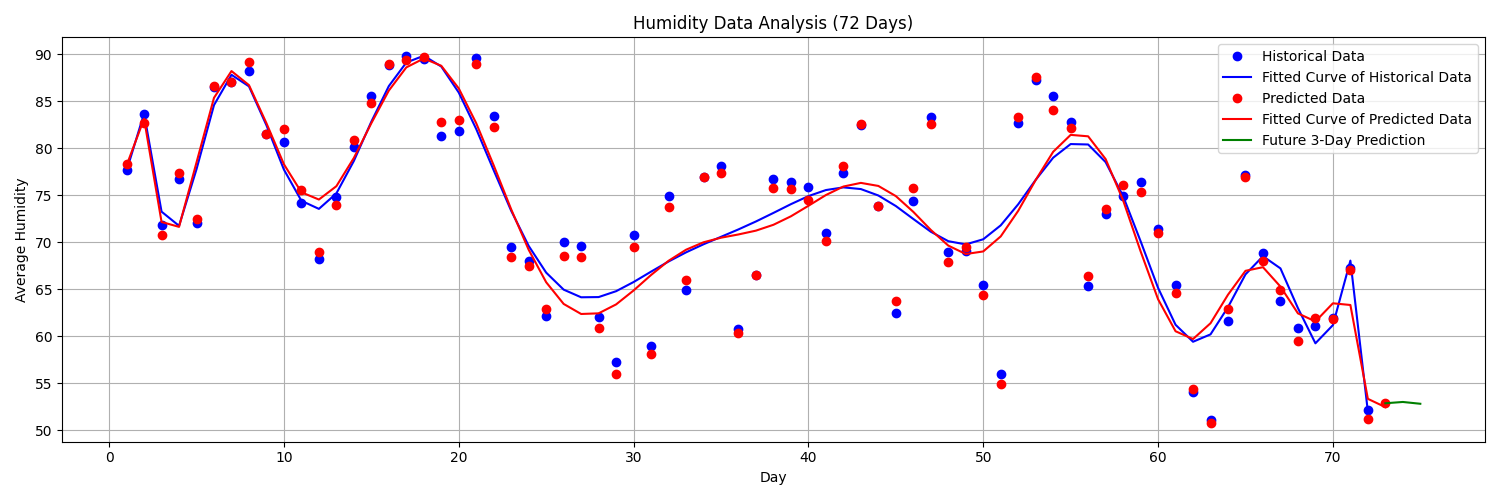 Humidity Data Analysis (72 Days)
Historical Data
Fitted Curve of Historical Data
Predicted Data
Fitted Curve of Predicted Data
Future 3-Day Prediction
Average Humidity
90
85
80
75
70
65
60
55
50
0 10 20 30 40 50 60 70
Day